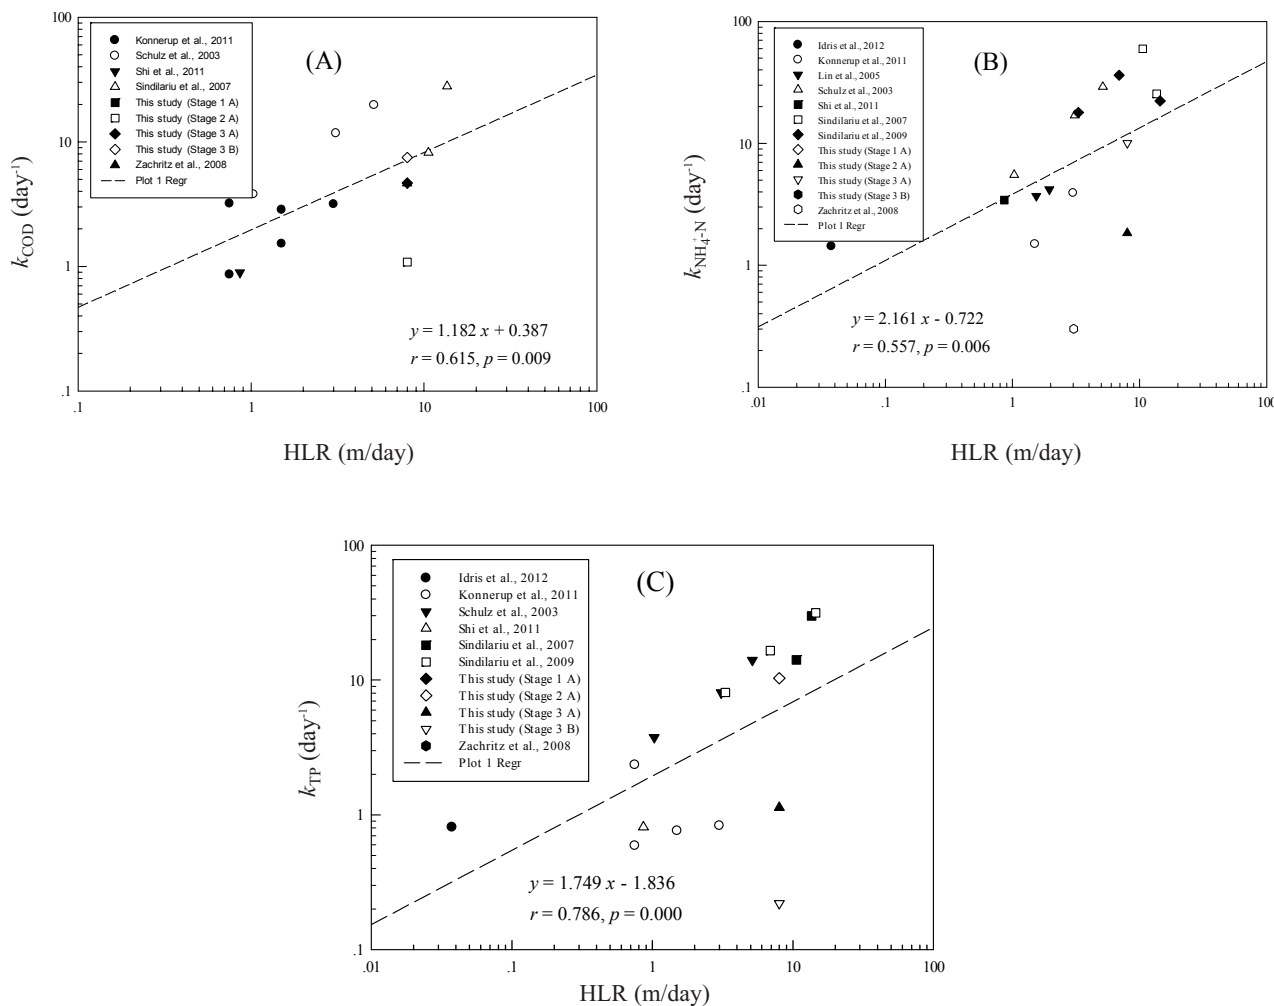 (A)
Konnerup et al., 2011
Schulz et al., 2003
Shi et al., 2011
Sindilariu et al., 2007
This study (Stage 1 A)
This study (Stage 2 A)
This study (Stage 3 A)
This study (Stage 3 B)
Zachritz et al., 2008
Plot 1 Regr
100
10
1
.1
k_COD (day⁻¹)
y = 1.182 x + 0.387
r = 0.615, p = 0.009
.1 1 10 100
HLR (m/day)
(B)
Idris et al., 2012
Konnerup et al., 2011
Lin et al., 2005
Schulz et al., 2003
Shi et al., 2011
Sindilariu et al., 2007
Sindilariu et al., 2009
This study (Stage 1 A)
This study (Stage 2 A)
This study (Stage 3 A)
This study (Stage 3 B)
Zachritz et al., 2008
Plot 1 Regr
100
10
1
.1
k_NH₄⁺-N (day⁻¹)
y = 2.161 x - 0.722
r = 0.557, p = 0.006
.01 .1 1 10 100
HLR (m/day)
(C)
Idris et al., 2012
Konnerup et al., 2011
Schulz et al., 2003
Shi et al., 2011
Sindilariu et al., 2007
Sindilariu et al., 2009
This study (Stage 1 A)
This study (Stage 2 A)
This study (Stage 3 A)
This study (Stage 3 B)
Zachritz et al., 2008
Plot 1 Regr
100
10
1
.1
k_TP (day⁻¹)
y = 1.749 x - 1.836
r = 0.786, p = 0.000
.01 .1 1 10 100
HLR (m/day)